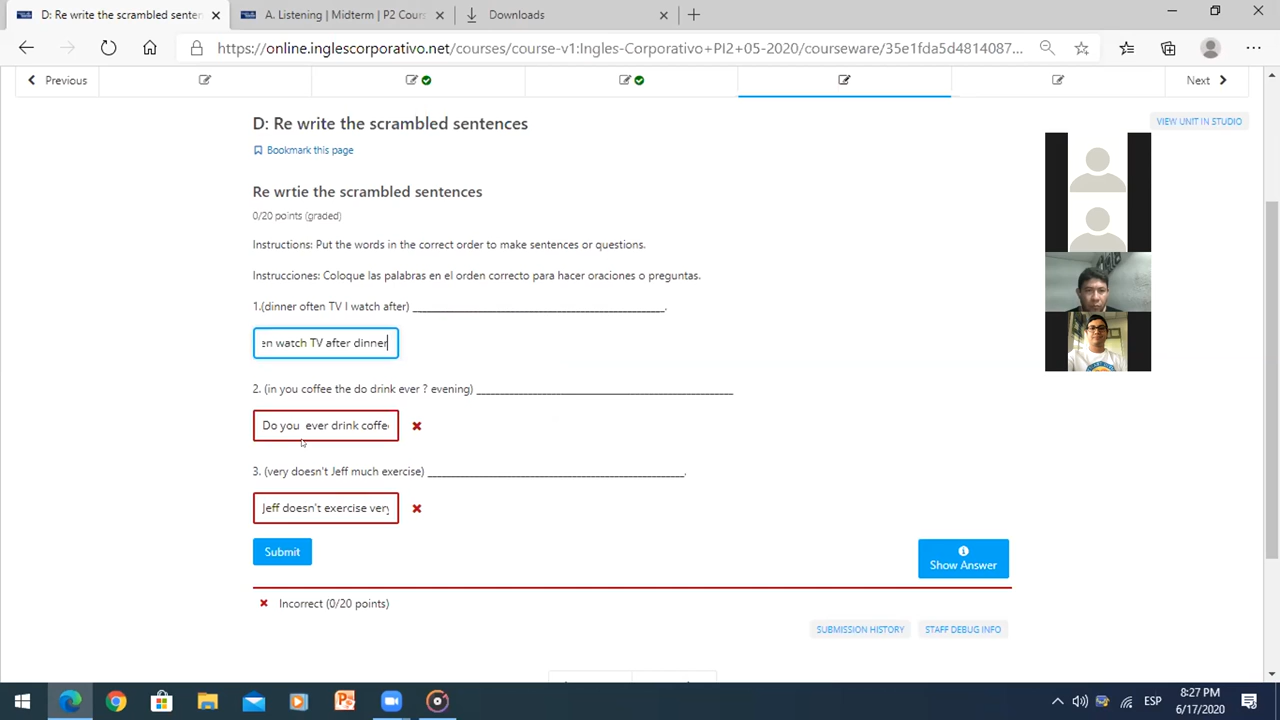 D: Re write the scrambled senten
A. Listening | Midterm | P2 Cours
Downloads
https://online.inglescorporativo.net/courses/course-v1:Ingles-Corporativo+PI2+05-2020/courseware/35e1fda5d4814087...
Previous
Next
D: Re write the scrambled sentences
VIEW UNIT IN STUDIO
Bookmark this page
Re wrtie the scrambled sentences
0/20 points (graded)
Instructions: Put the words in the correct order to make sentences or questions.
Instrucciones: Coloque las palabras en el orden correcto para hacer oraciones o preguntas.
1.(dinner often TV I watch after) ______________________________________________.
en watch TV after dinner
2. (in you coffee the do drink ever ? evening) ______________________________________________
Do you  ever drink coffe
3. (very doesn't Jeff much exercise) ______________________________________________.
Jeff doesn't exercise very
Submit
Show Answer
Incorrect (0/20 points)
SUBMISSION HISTORY
STAFF DEBUG INFO
ESP
8:27 PM
6/17/2020